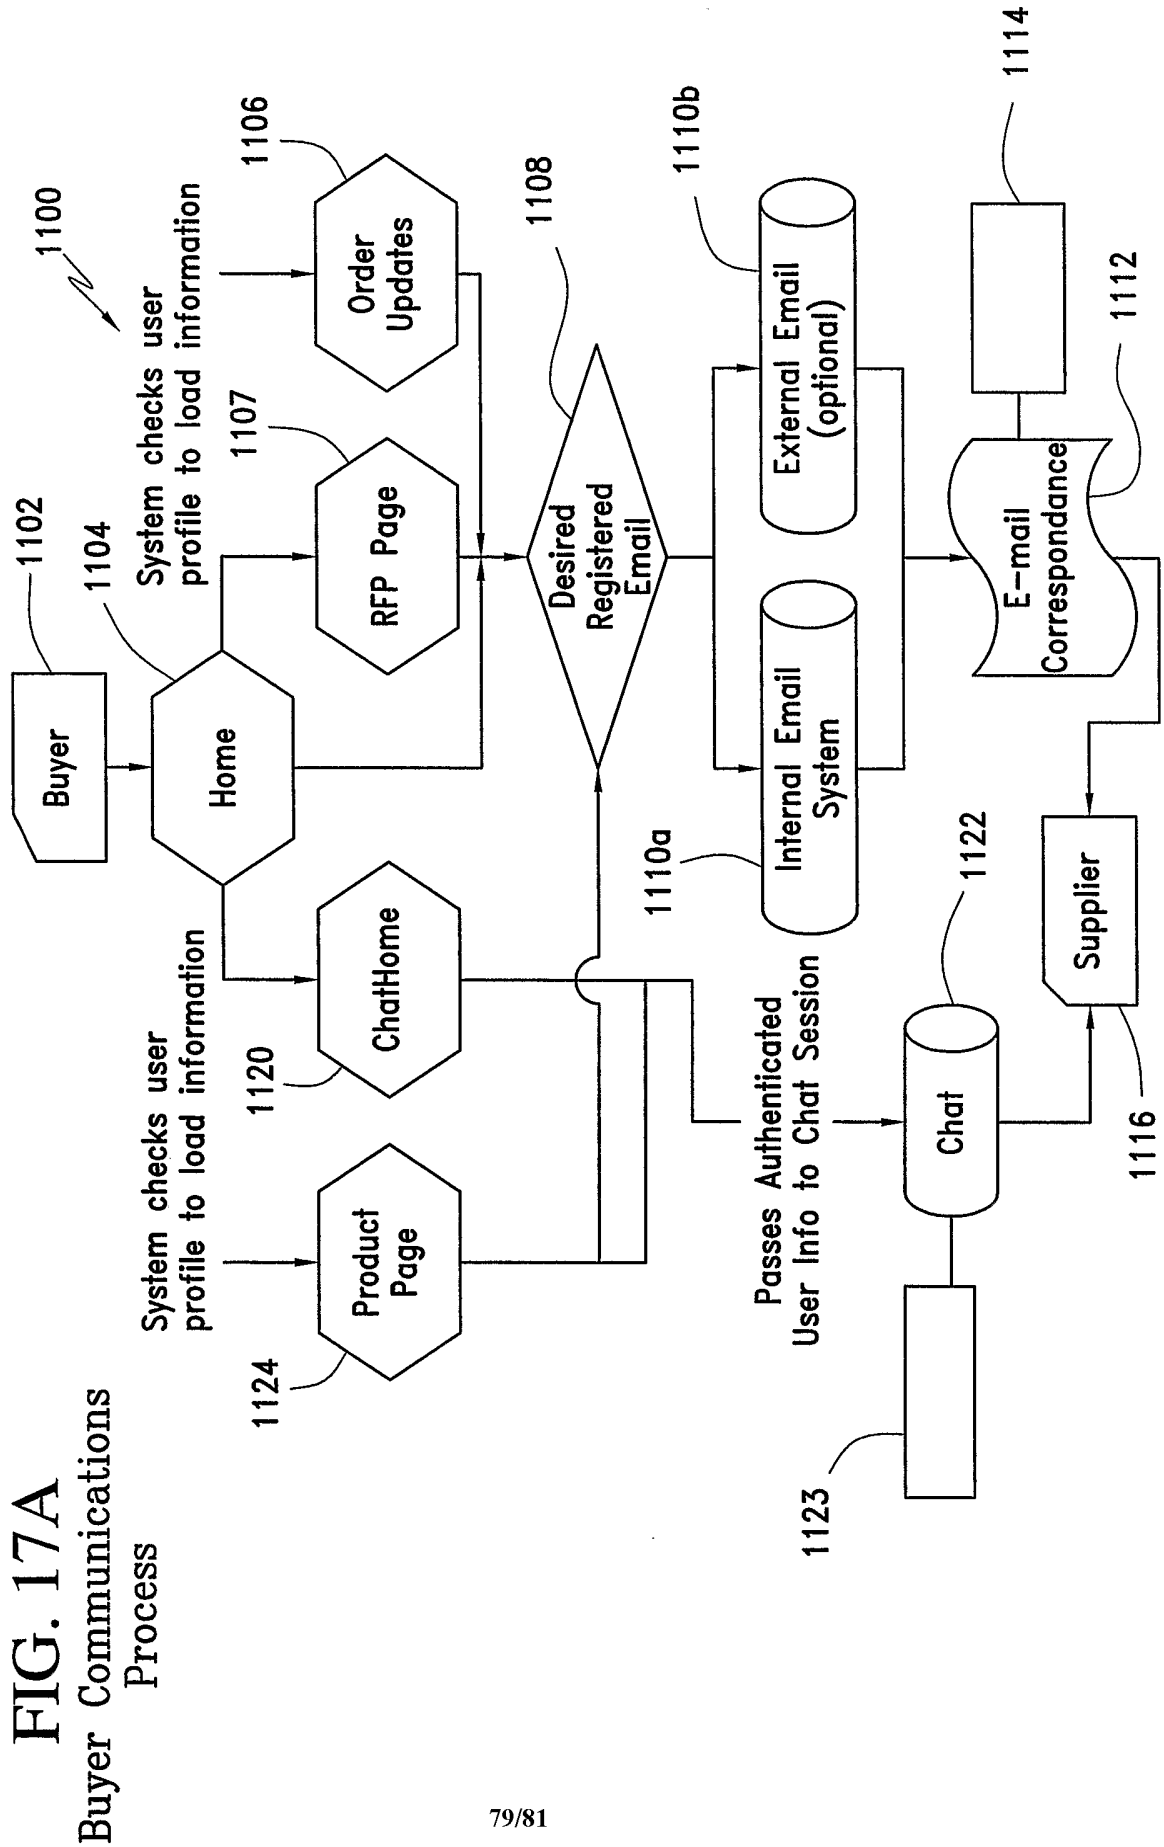 FIG. 17A
Buyer Communications
Process
1100
1102
Buyer
1104
Home
System checks user
profile to load information
System checks user
profile to load information
1124
Product
Page
1120
ChatHome
1107
RFP Page
1106
Order
Updates
1108
Desired
Registered
Email
1110a
Internal Email
System
1110b
External Email
(optional)
Passes Authenticated
User Info to Chat Session
1123
Chat
1122
E-mail
Correspondance
1114
1112
Supplier
1116
79/81